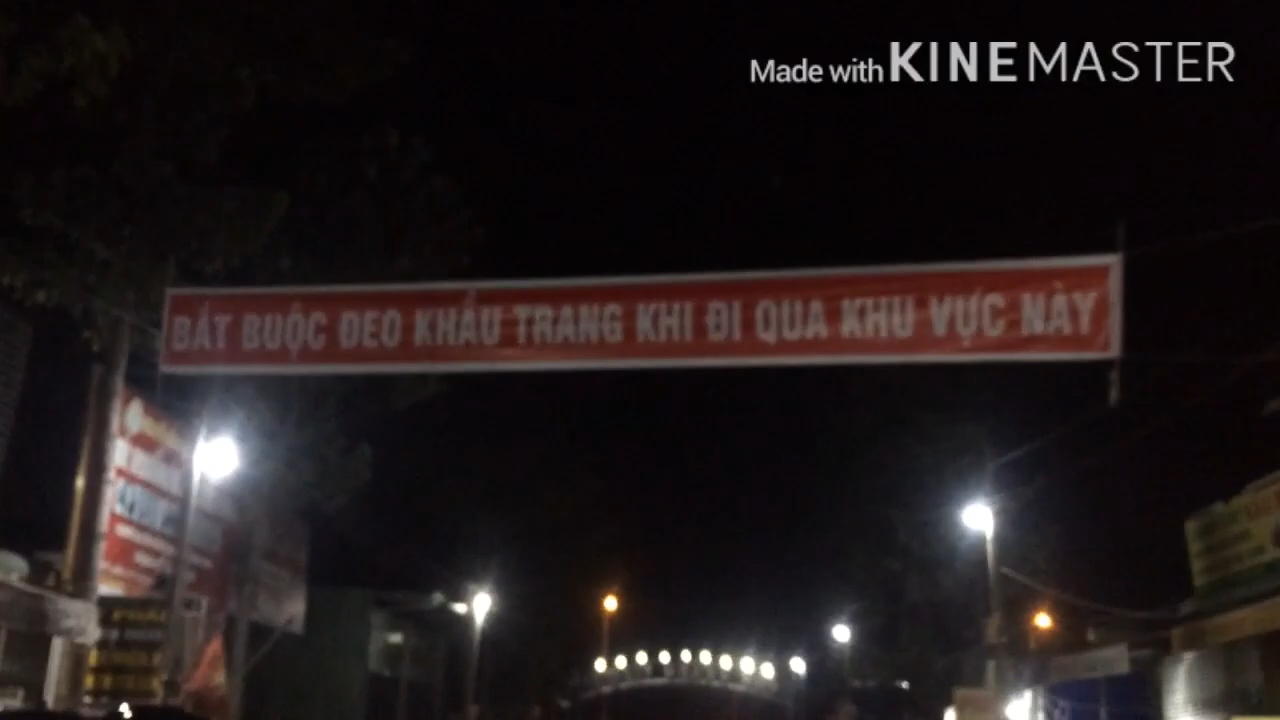 Made with KINEMASTER
BẮT BUỘC ĐEO KHẨU TRANG KHI ĐI QUA KHU VỰC NÀY